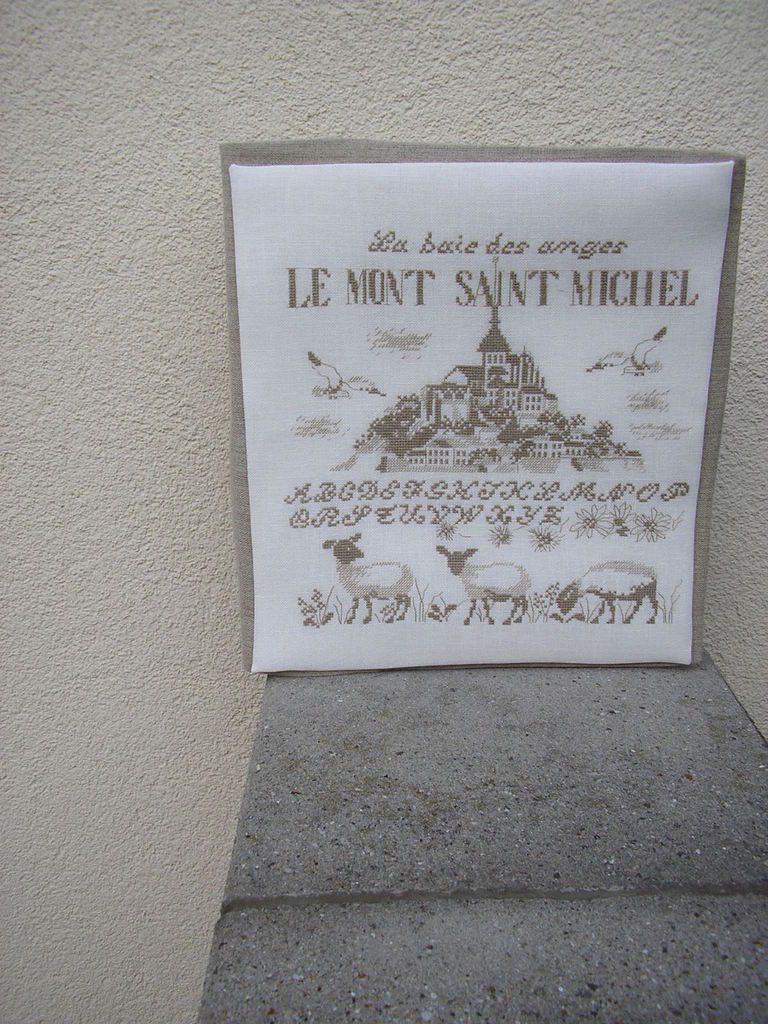 La baie des anges
LE MONT SAINT-MICHEL
ABCDEFGHIJKLMNOP
QRSTUVWXYZ